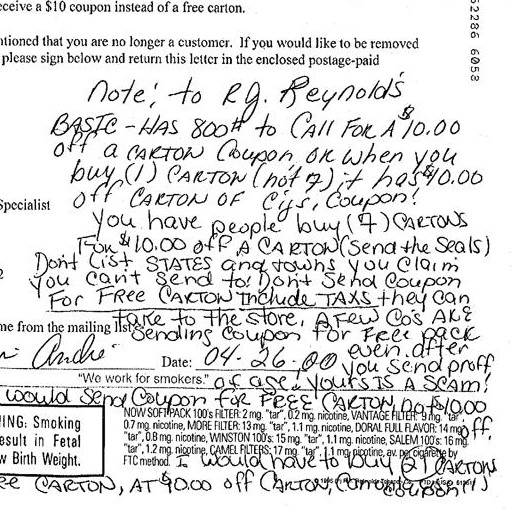 eceive a $10 coupon instead of a free carton.
52286 6058
tioned that you are no longer a customer. If you would like to be removed
please sign below and return this letter in the enclosed postage-paid
Note: to R.J. Reynold's
BASIC - HAS 800# to CALL FOR A $10.00
off a CARTON Coupon, OR when you
buy (1) CARTON (not 7) it has $10.00
off CARTON OF Cigs, Coupon!
Specialist
You have people buy (7) CARTONS
For $10.00 off A CARTON (Send the Seals)
Don't List STATES and towns You Claim
You can't Send to! Don't Send Coupon
For FREE CARTON include TAXS they can
take to the store, A FEW Co's ARE
me from the mailing list
Sending Coupon for FREE pack
even after
Andre
Date: 04-26-00
you Send proff
"We work for smokers."
of age. YOURS IS A SCAM!
would Send Coupon for FREE CARTON, not $10.00
off.
NG: Smoking
esult in Fetal
w Birth Weight.
NOW SOFT PACK 100's FILTER: 2 mg. "tar", 0.2 mg. nicotine, VANTAGE FILTER: 9 mg. "tar",
0.7 mg. nicotine, MORE FILTER: 13 mg. "tar", 1.1 mg. nicotine, DORAL FULL FLAVOR: 14 mg.
"tar", 0.8 mg. nicotine, WINSTON 100's: 15 mg. "tar", 1.1 mg. nicotine, SALEM 100's: 16 mg.
"tar", 1.2 mg. nicotine, CAMEL FILTERS: 17 mg. "tar", 1.1 mg. nicotine, av. per cigarette by
FTC method.
I would have to buy (2) CARTONS
CARTON, AT $10.00 off CARTON, Coupon!!